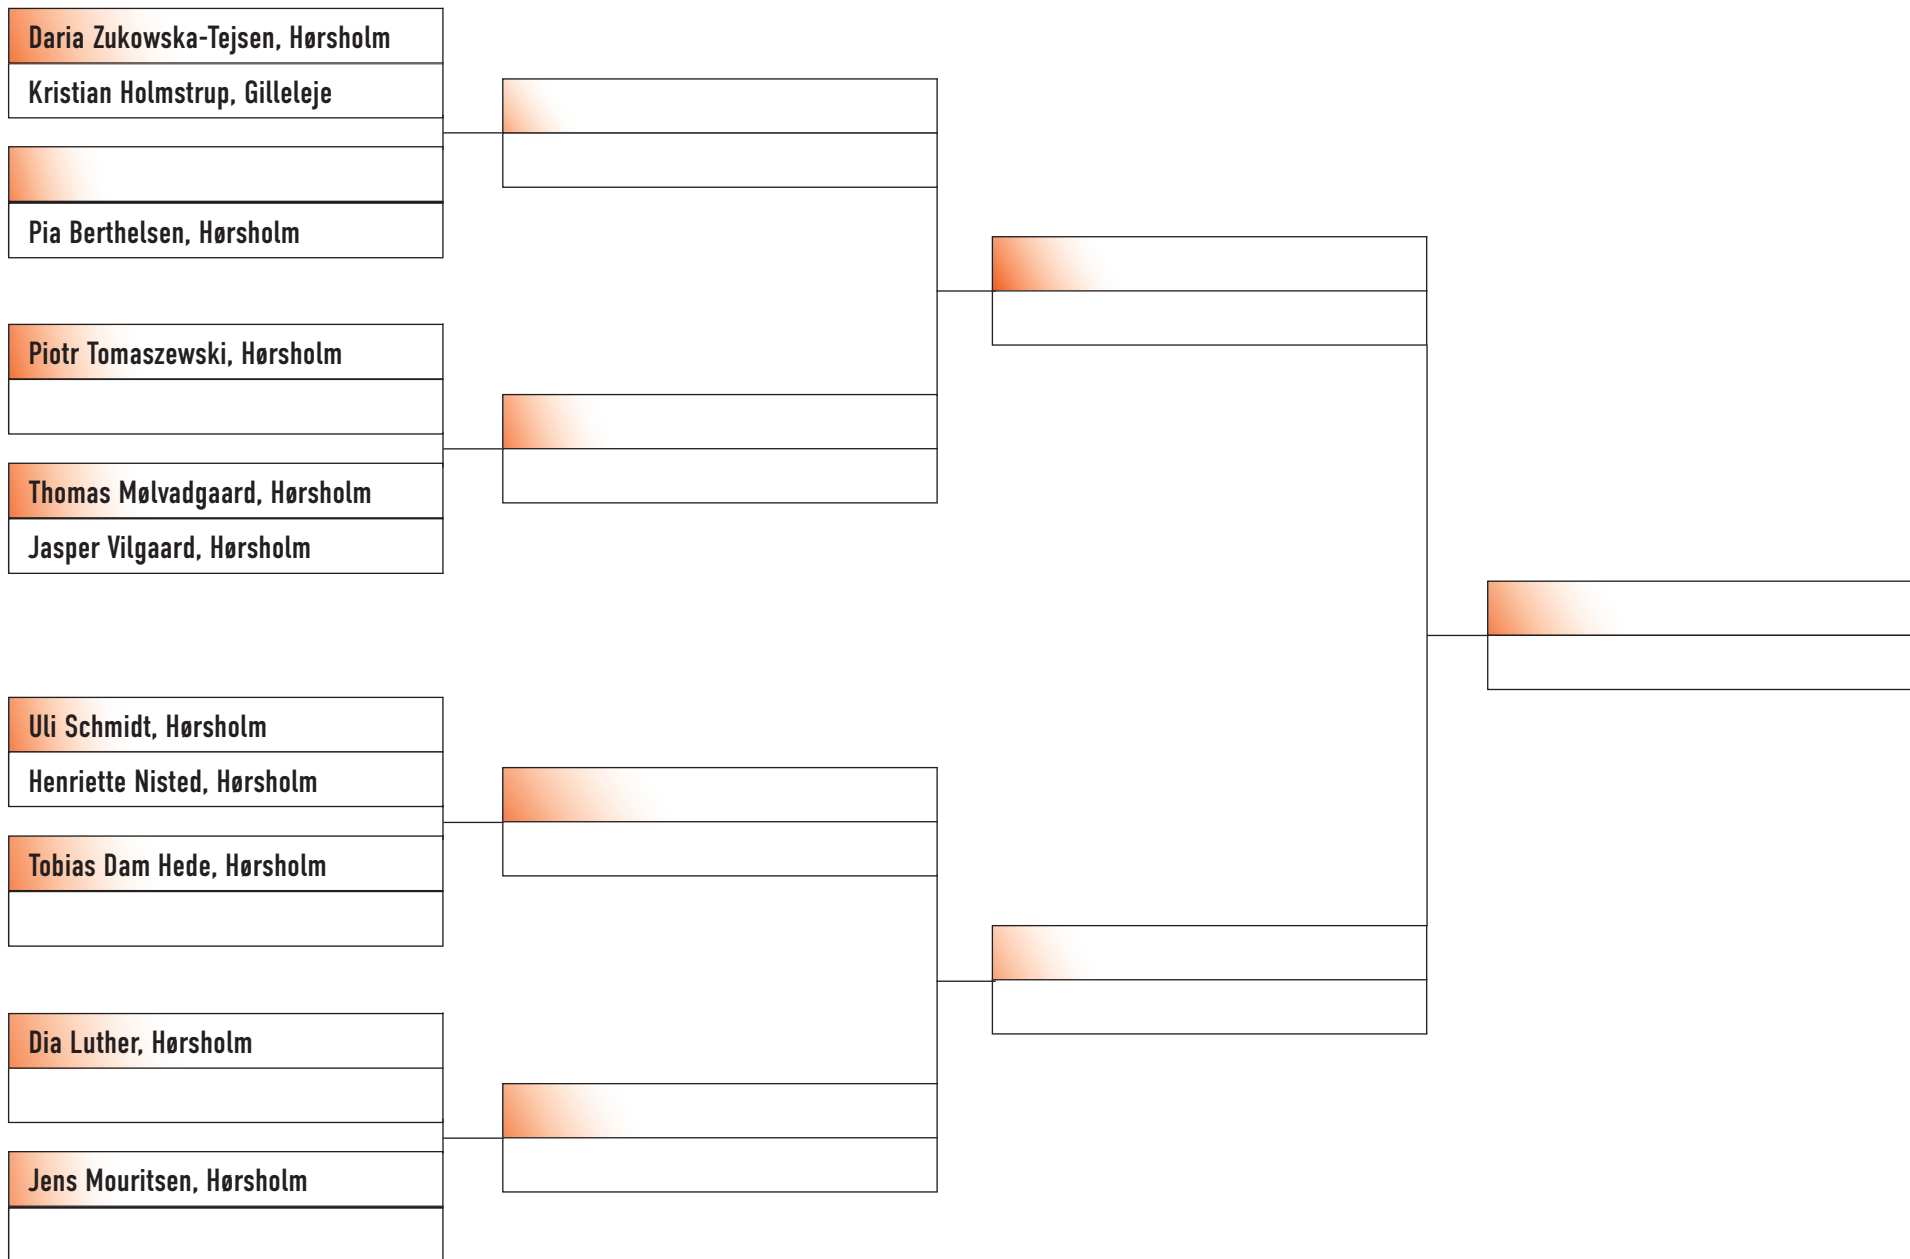 Daria Zukowska-Tejsen, Hørsholm
Kristian Holmstrup, Gilleleje
Pia Berthelsen, Hørsholm
Piotr Tomaszewski, Hørsholm
Thomas Mølvadgaard, Hørsholm
Jasper Vilgaard, Hørsholm
Uli Schmidt, Hørsholm
Henriette Nisted, Hørsholm
Tobias Dam Hede, Hørsholm
Dia Luther, Hørsholm
Jens Mouritsen, Hørsholm